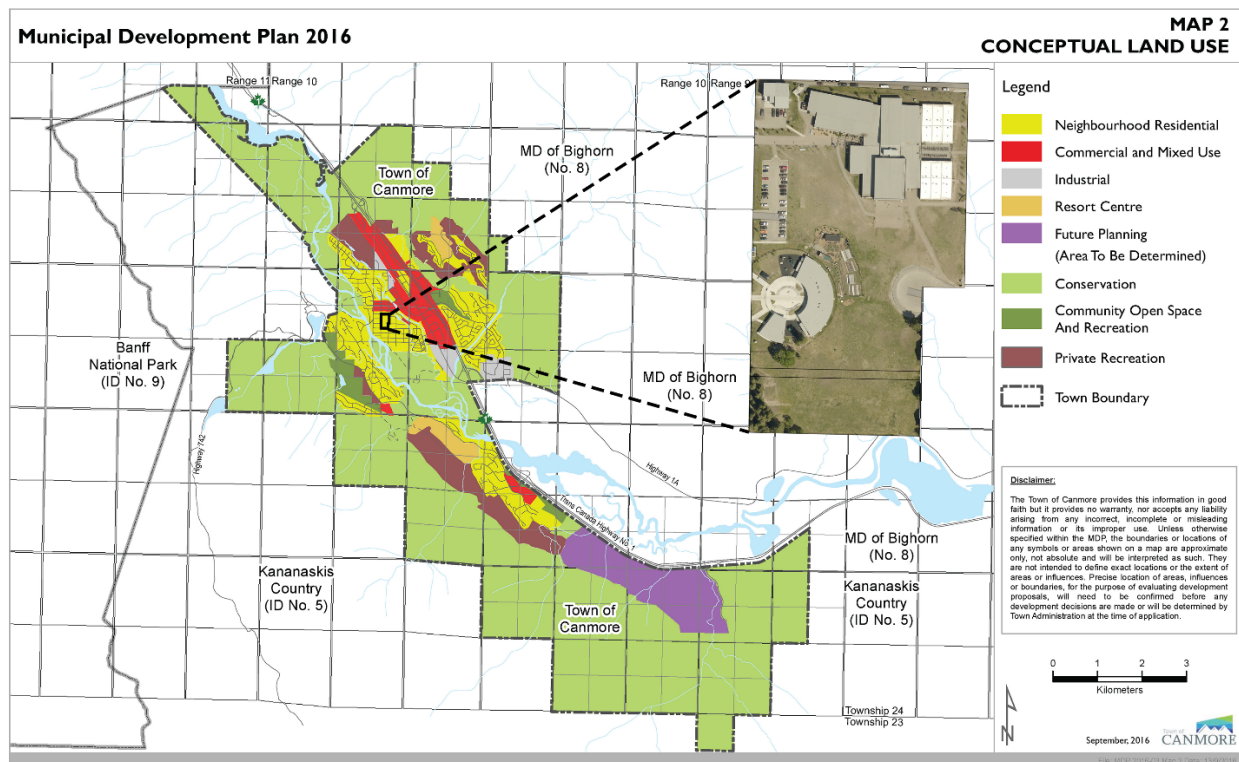 Municipal Development Plan 2016
MAP 2
CONCEPTUAL LAND USE
Range 11
Range 10
Range 10
Range 9
MD of Bighorn
(No. 8)
Town of
Canmore
Banff
National Park
(ID No. 9)
MD of Bighorn
(No. 8)
Highway 742
Highway 1A
Trans Canada Highway No. 1
MD of Bighorn
(No. 8)
Kananaskis
Country
(ID No. 5)
Kananaskis
Country
(ID No. 5)
Town of
Canmore
Township 24
Township 23
Legend
Neighbourhood Residential
Commercial and Mixed Use
Industrial
Resort Centre
Future Planning
(Area To Be Determined)
Conservation
Community Open Space
And Recreation
Private Recreation
Town Boundary
Disclaimer:
The Town of Canmore provides this information in good
faith but it provides no warranty, nor accepts any liability
arising from any incorrect, incomplete or misleading
information or its improper use. Unless otherwise
specified within the MDP, the boundaries or locations of
any symbols or areas shown on a map are approximate
only, not absolute and will be interpreted as such. They
are not intended to define exact locations or the extent of
areas or influences. Precise location of areas, influences
or boundaries, for the purpose of evaluating development
proposals, will need to be confirmed before any
development decisions are made or will be determined by
Town Administration at the time of application.
0 1 2 3
Kilometers
N
September, 2016
Town of
CANMORE